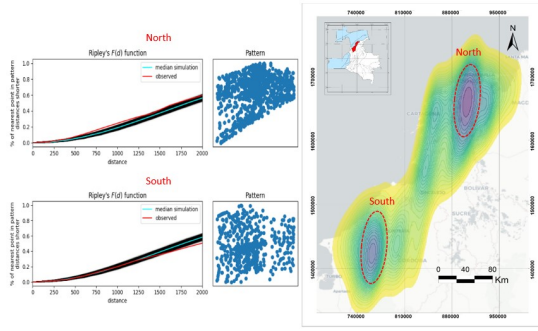 North
Ripley's F(d) function
Pattern
% of nearest point in pattern
distances shorter
1.0
0.8
0.6
0.4
0.2
0.0
median simulation
observed
0 250 500 750 1000 1250 1500 1750 2000
distance
South
Ripley's F(d) function
Pattern
% of nearest point in pattern
distances shorter
1.0
0.8
0.6
0.4
0.2
0.0
median simulation
observed
0 250 500 750 1000 1250 1500 1750 2000
distance
740000 810000 880000 950000
N
North
South
1700000
1600000
1500000
1400000
BOLIVAR
SUCRE
0 40 80
Km
740000 810000 880000 950000